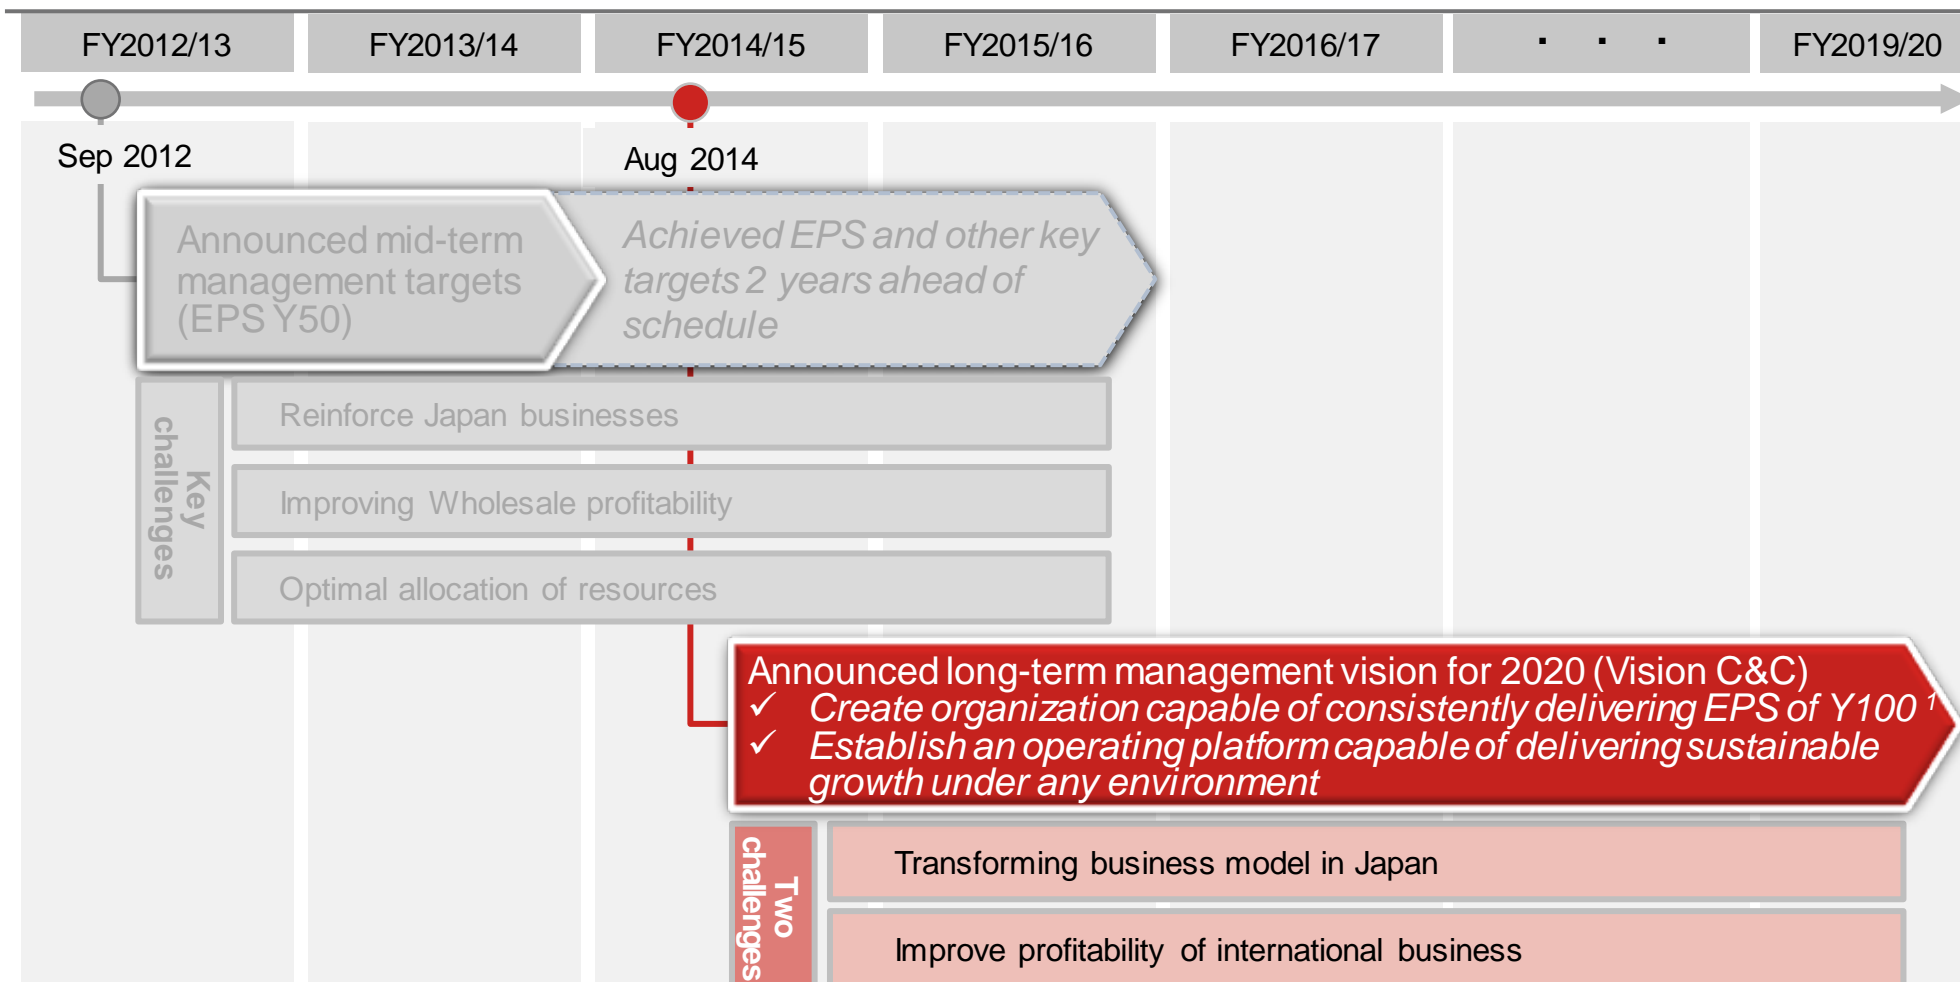 FY2012/13 FY2013/14 FY2014/15 FY2015/16 FY2016/17 . . . FY2019/20
Sep 2012
Aug 2014
Announced mid-term
management targets
(EPS Y50)
Achieved EPS and other key
targets 2 years ahead of
schedule
Key
challenges
Reinforce Japan businesses
Improving Wholesale profitability
Optimal allocation of resources
Announced long-term management vision for 2020 (Vision C&C)
✓ Create organization capable of consistently delivering EPS of Y100 ¹
✓ Establish an operating platform capable of delivering sustainable
growth under any environment
Two
challenges
Transforming business model in Japan
Improve profitability of international business